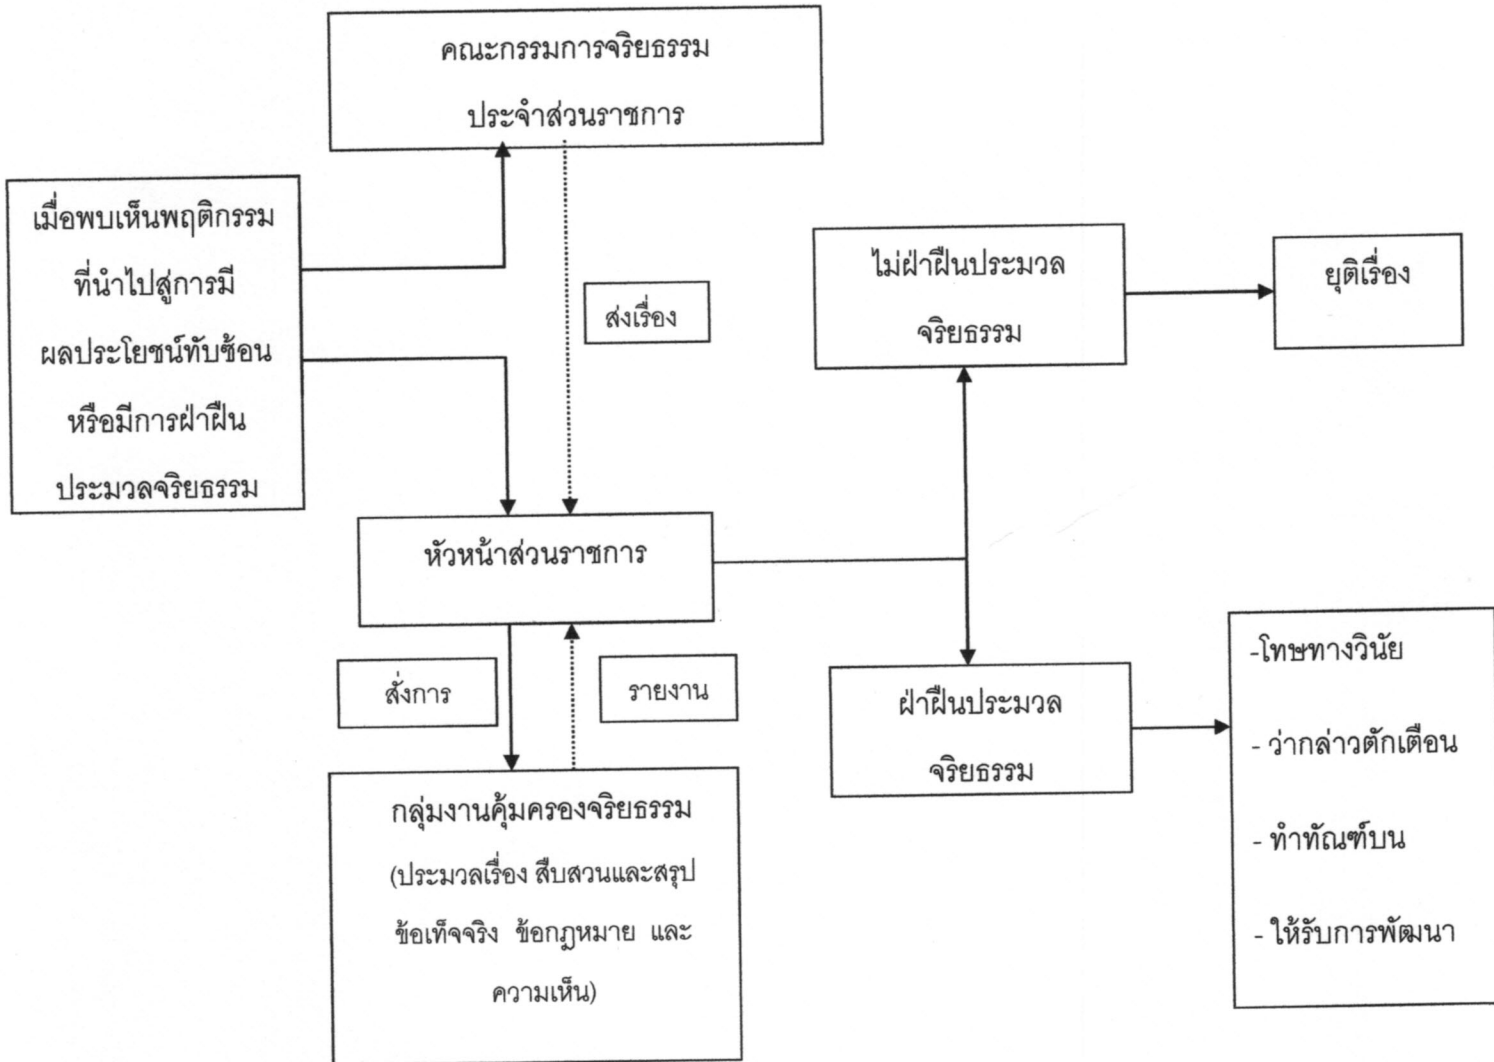 คณะกรรมการจริยธรรม
ประจำส่วนราชการ
เมื่อพบเห็นพฤติกรรม
ที่นำไปสู่การมี
ผลประโยชน์ทับซ้อน
หรือมีการฝ่าฝืน
ประมวลจริยธรรม
ส่งเรื่อง
หัวหน้าส่วนราชการ
สั่งการ
รายงาน
กลุ่มงานคุ้มครองจริยธรรม
(ประมวลเรื่อง สืบสวนและสรุป
ข้อเท็จจริง ข้อกฎหมาย และ
ความเห็น)
ไม่ฝ่าฝืนประมวล
จริยธรรม
ยุติเรื่อง
ฝ่าฝืนประมวล
จริยธรรม
-โทษทางวินัย
- ว่ากล่าวตักเตือน
- ทำทัณฑ์บน
- ให้รับการพัฒนา